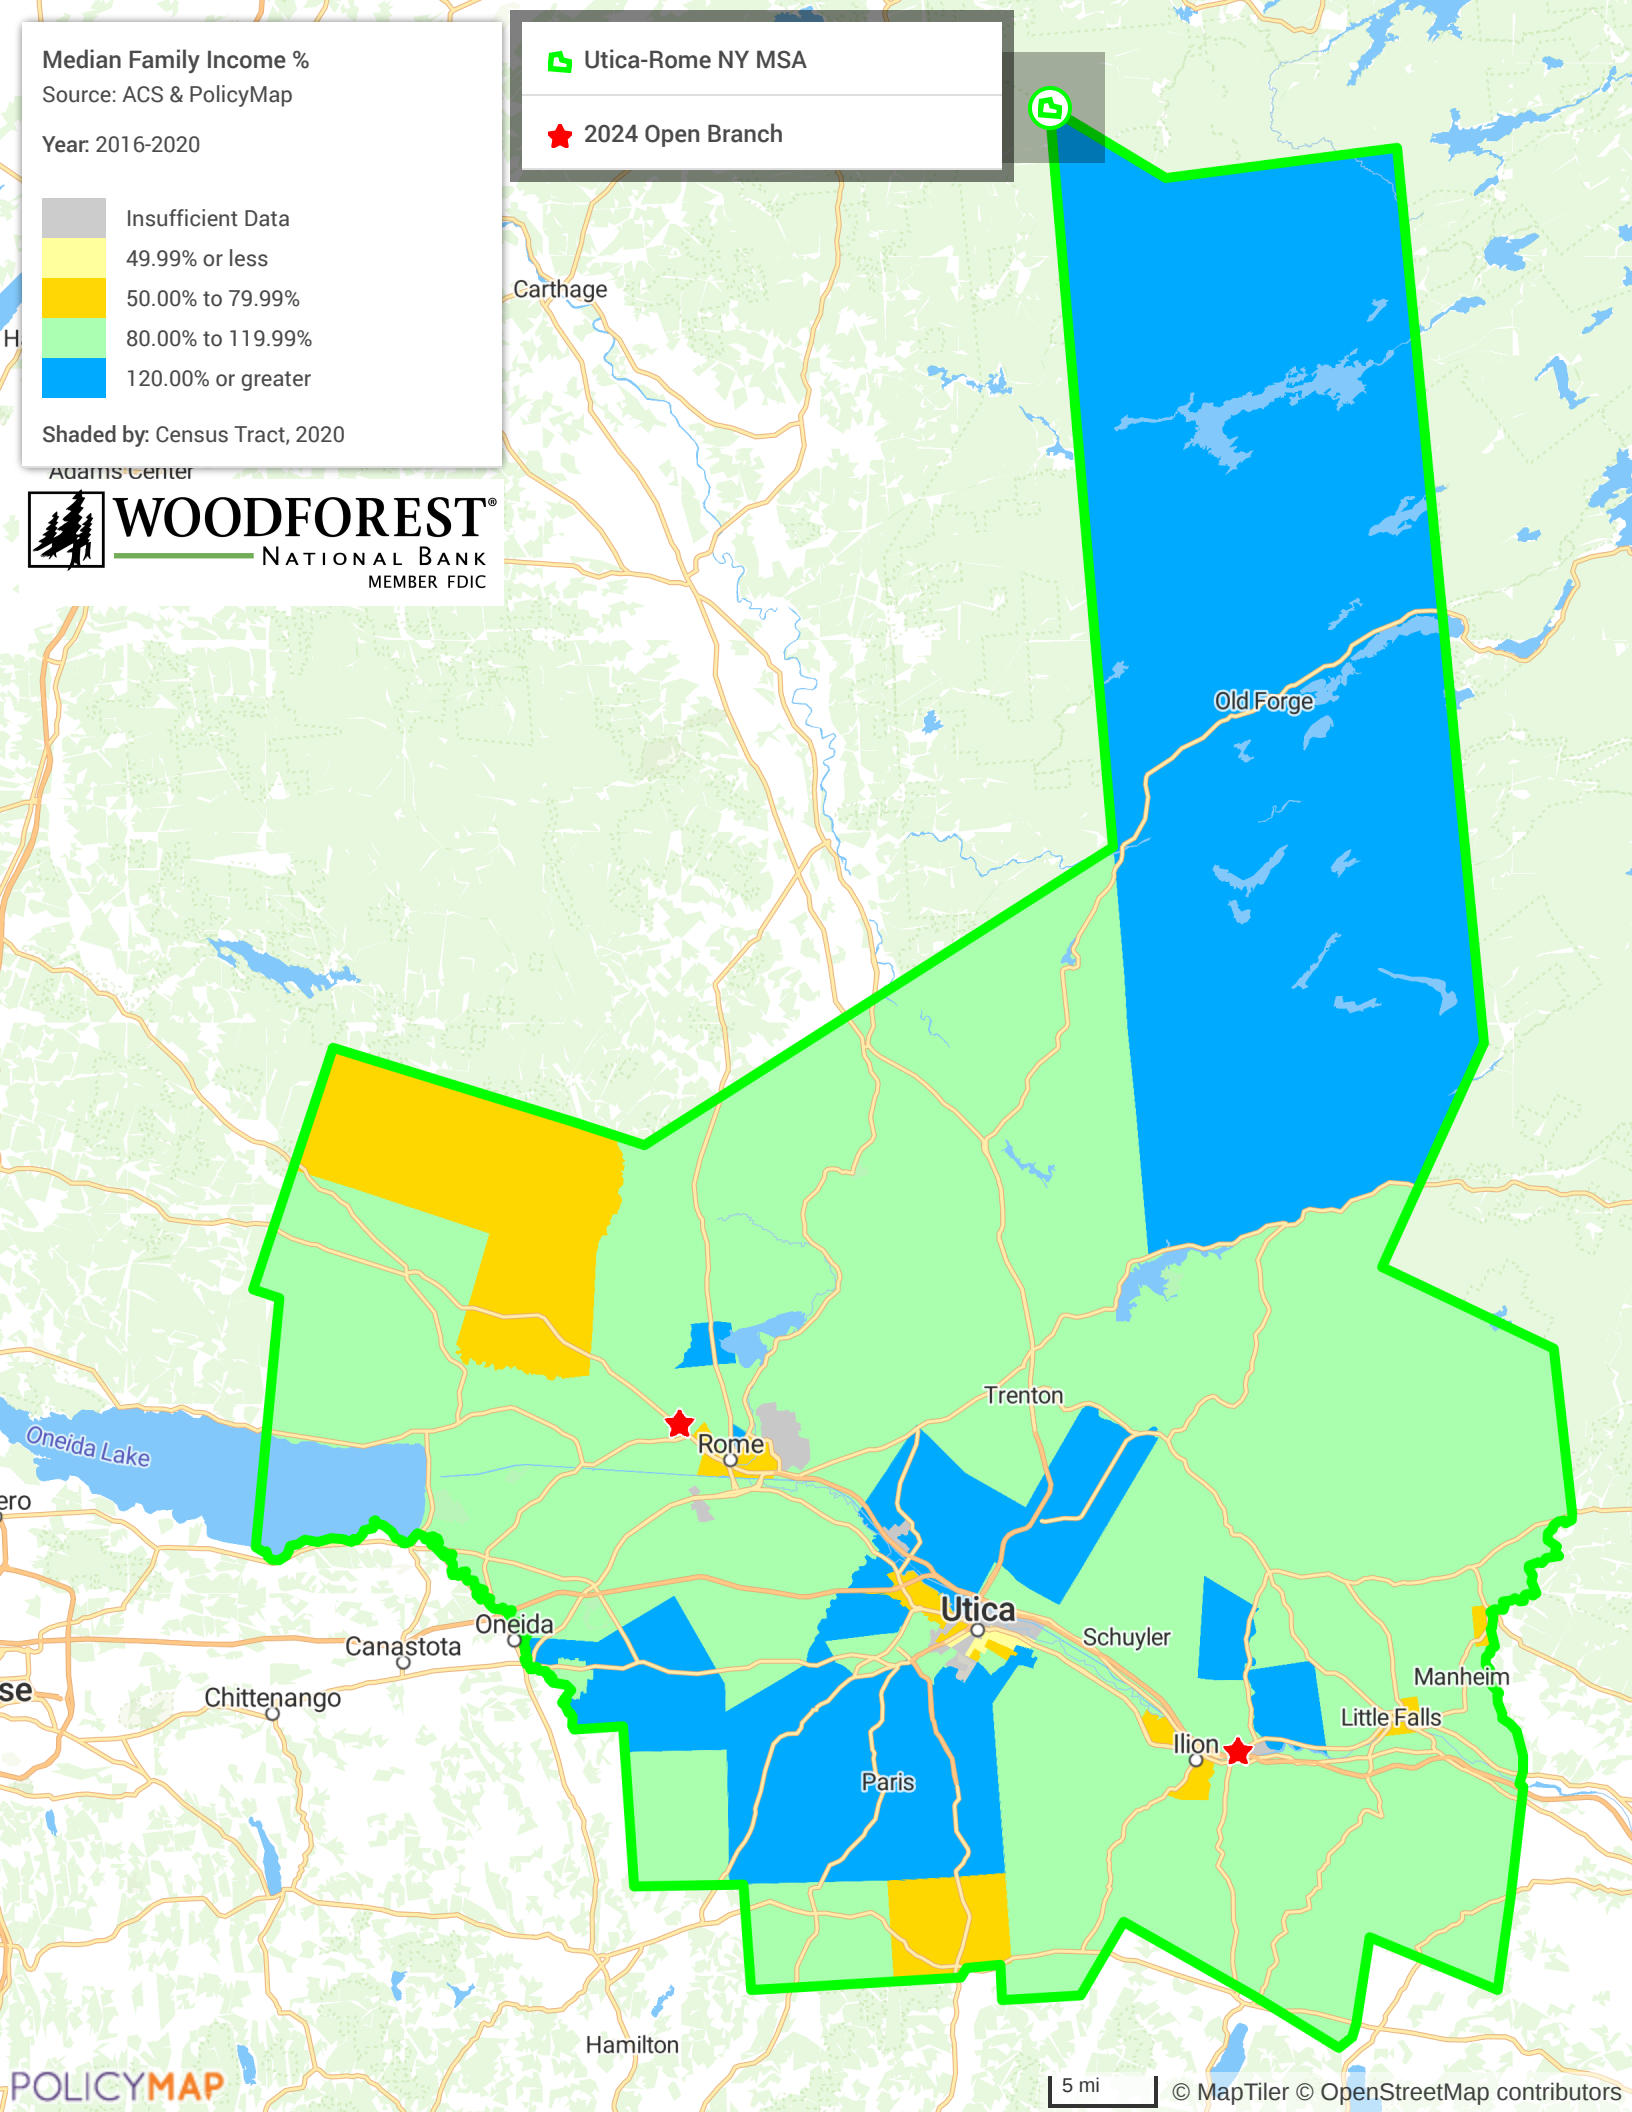 Median Family Income %
Source: ACS & PolicyMap
Year: 2016-2020
Insufficient Data
49.99% or less
50.00% to 79.99%
80.00% to 119.99%
120.00% or greater
Shaded by: Census Tract, 2020
Utica-Rome NY MSA
2024 Open Branch
Carthage
Adams Center
WOODFOREST®
NATIONAL BANK
MEMBER FDIC
Old Forge
Trenton
Oneida Lake
Rome
Utica
Oneida
Schuyler
Canastota
Manheim
Chittenango
Little Falls
Ilion
Paris
Hamilton
POLICYMAP
5 mi
© MapTiler © OpenStreetMap contributors